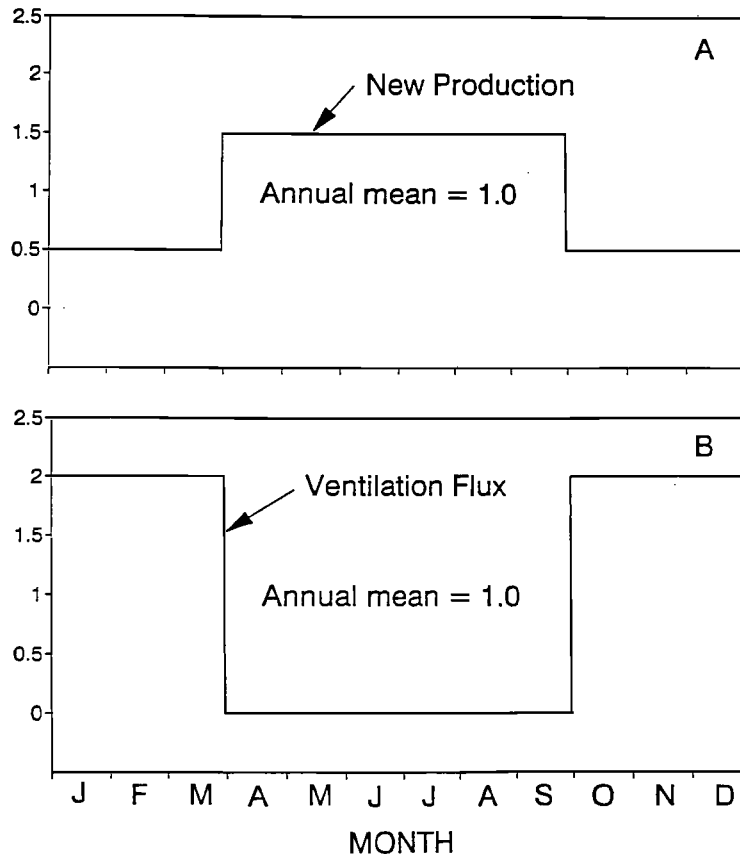 2.5
A
2
New Production
1.5
Annual mean = 1.0
1
0.5
0
2.5
B
2
Ventilation Flux
1.5
Annual mean = 1.0
1
0.5
0
J F M A M J J A S O N D
MONTH